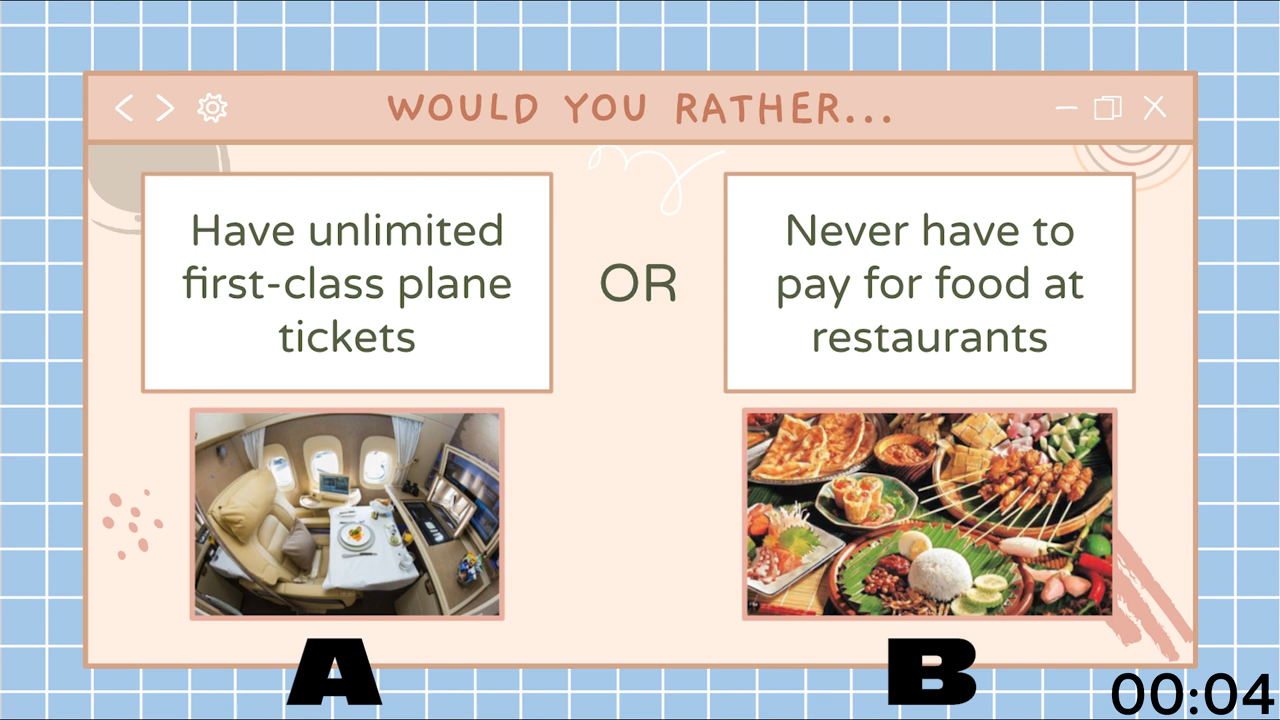 WOULD YOU RATHER...
Have unlimited
first-class plane
tickets
OR
Never have to
pay for food at
restaurants
A
B
00:04